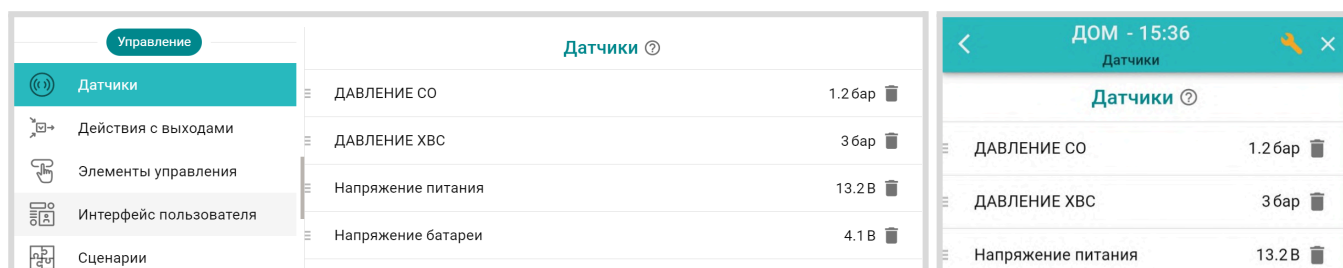 Управление
Датчики
Действия с выходами
Элементы управления
Интерфейс пользователя
Сценарии
Датчики
ДАВЛЕНИЕ СО 1.2 бар
ДАВЛЕНИЕ ХВС 3 бар
Напряжение питания 13.2 В
Напряжение батареи 4.1 В
ДОМ - 15:36
Датчики
Датчики
ДАВЛЕНИЕ СО 1.2 бар
ДАВЛЕНИЕ ХВС 3 бар
Напряжение питания 13.2 В